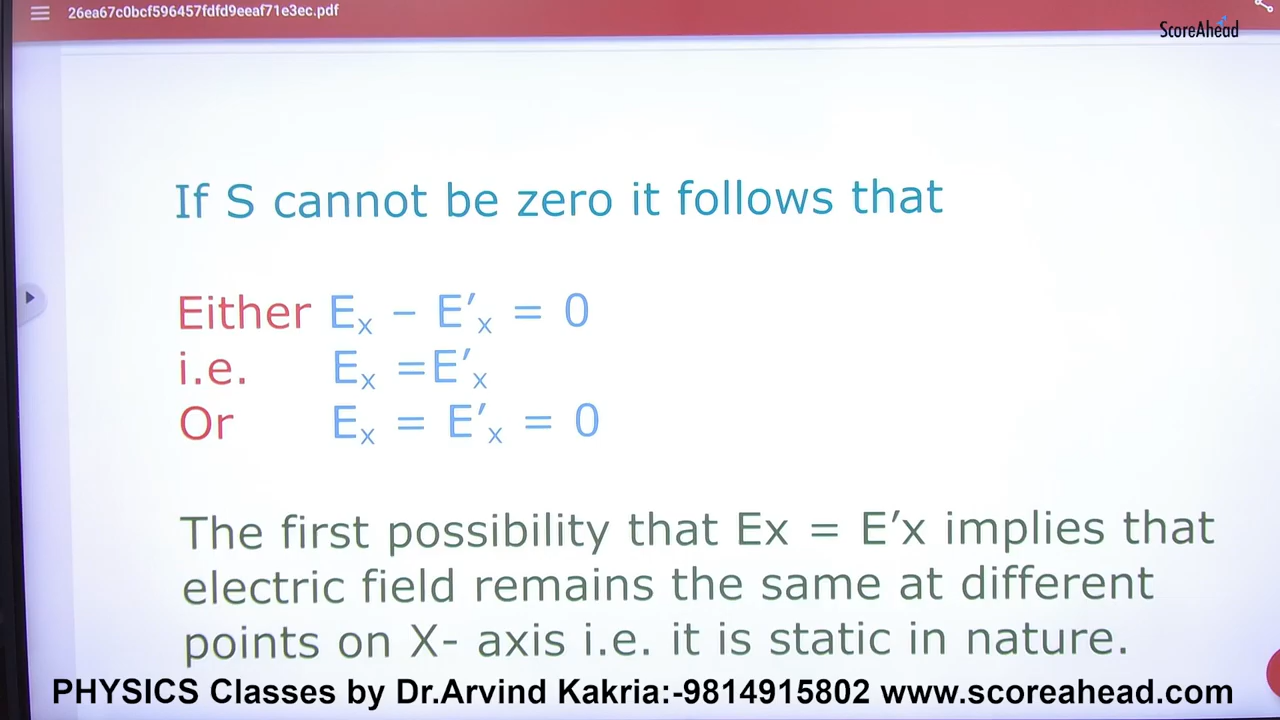 26ea67c0bcf596457fdfd9eeaf71e3ec.pdf
ScoreAhead
If S cannot be zero it follows that
Either Eₓ – E′ₓ = 0
i.e. Eₓ =E′ₓ
Or Eₓ = E′ₓ = 0
The first possibility that Ex = E′x implies that
electric field remains the same at different
points on X- axis i.e. it is static in nature.
PHYSICS Classes by Dr.Arvind Kakria:-9814915802 www.scoreahead.com